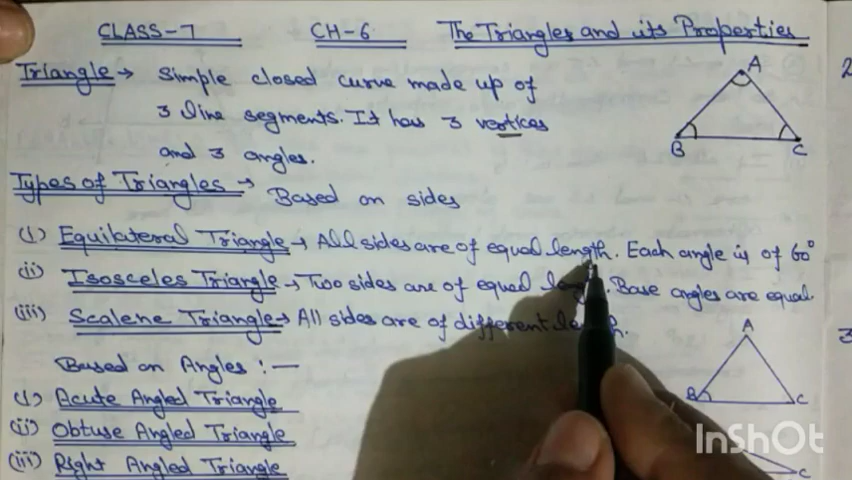 CLASS-7 CH-6 The Triangles and its Properties
Triangle → Simple closed curve made up of
3 line segments. It has 3 vertices
and 3 angles.
A
B C
Types of Triangles → Based on sides
(i) Equilateral Triangle → All sides are of equal length. Each angle is of 60°
(ii) Isosceles Triangle → Two sides are of equal length. Base angles are equal
(iii) Scalene Triangle → All sides are of different length.
A
B C
Based on Angles :—
(i) Acute Angled Triangle
(ii) Obtuse Angled Triangle
(iii) Right Angled Triangle
C
2
3
InShOt